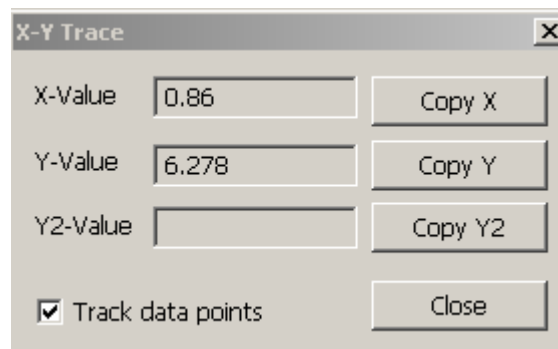 X-Y Trace
X-Value 0.86 Copy X
Y-Value 6.278 Copy Y
Y2-Value Copy Y2
Track data points Close